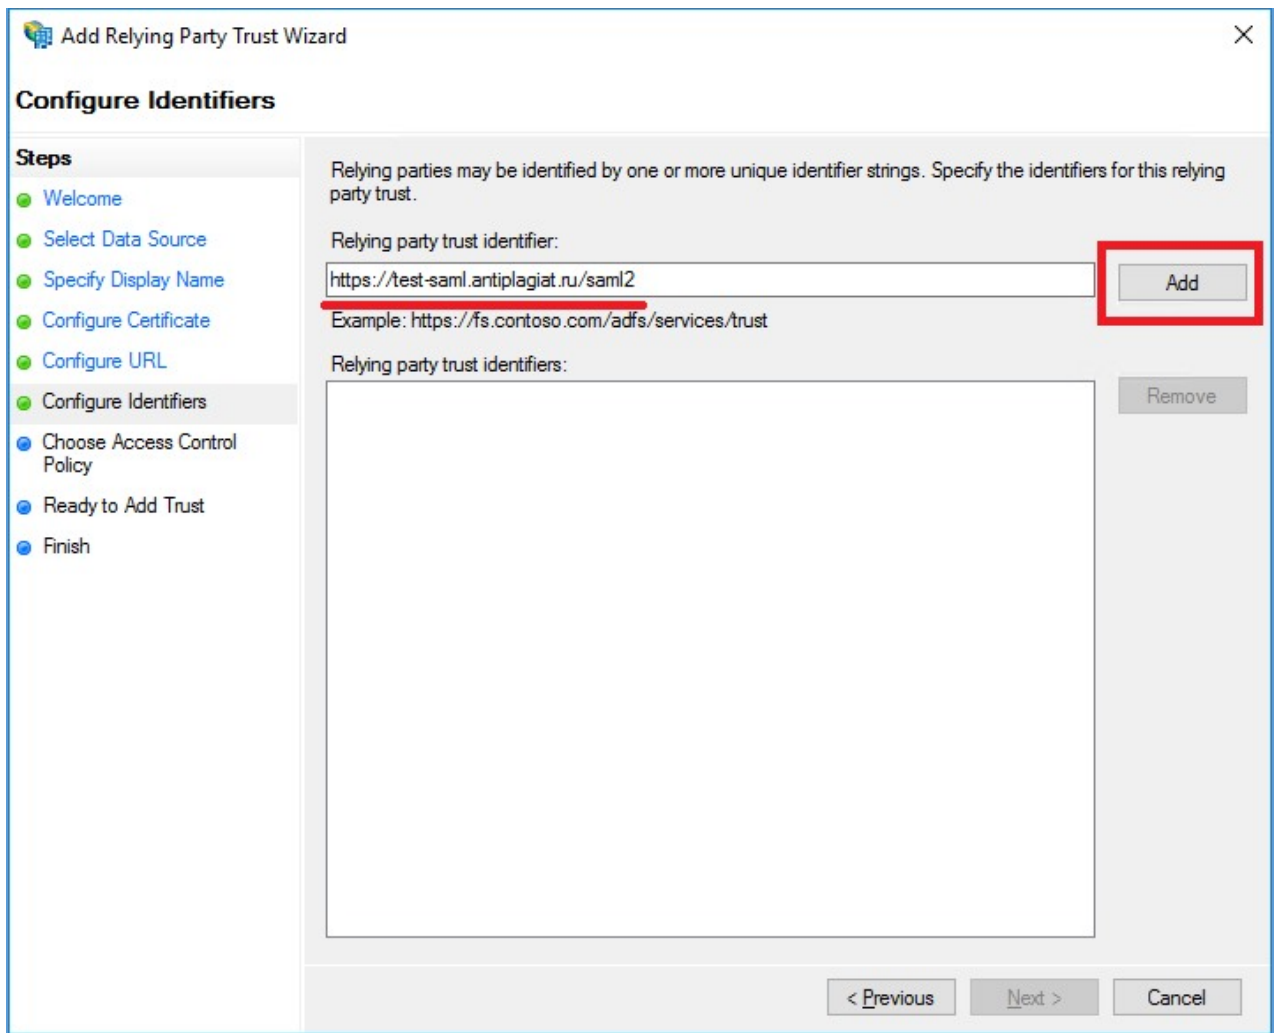 Add Relying Party Trust Wizard
Configure Identifiers
Steps
Welcome
Select Data Source
Specify Display Name
Configure Certificate
Configure URL
Configure Identifiers
Choose Access Control
Policy
Ready to Add Trust
Finish
Relying parties may be identified by one or more unique identifier strings. Specify the identifiers for this relying
party trust.
Relying party trust identifier:
https://test-saml.antiplagiat.ru/saml2
Add
Example: https://fs.contoso.com/adfs/services/trust
Relying party trust identifiers:
Remove
< Previous
Next >
Cancel